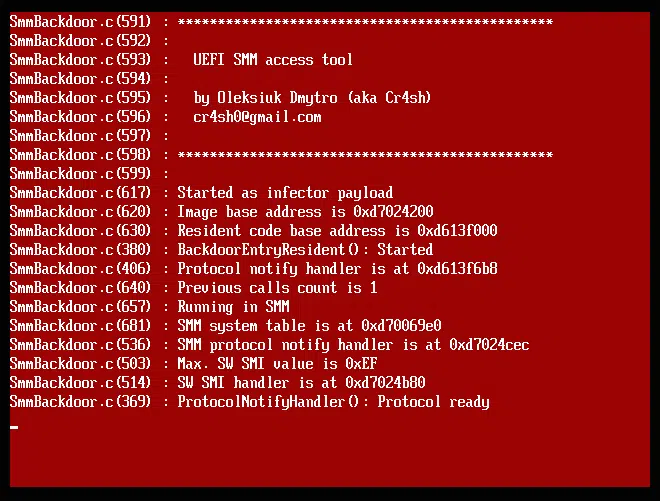 SmmBackdoor.c(591) : ***********************************************
SmmBackdoor.c(592) :
SmmBackdoor.c(593) :   UEFI SMM access tool
SmmBackdoor.c(594) :
SmmBackdoor.c(595) :   by Oleksiuk Dmytro (aka Cr4sh)
SmmBackdoor.c(596) :   cr4sh0@gmail.com
SmmBackdoor.c(597) :
SmmBackdoor.c(598) : ***********************************************
SmmBackdoor.c(599) :
SmmBackdoor.c(617) : Started as infector payload
SmmBackdoor.c(620) : Image base address is 0xd7024200
SmmBackdoor.c(630) : Resident code base address is 0xd613f000
SmmBackdoor.c(380) : BackdoorEntryResident(): Started
SmmBackdoor.c(406) : Protocol notify handler is at 0xd613f6b8
SmmBackdoor.c(640) : Previous calls count is 1
SmmBackdoor.c(657) : Running in SMM
SmmBackdoor.c(681) : SMM system table is at 0xd70069e0
SmmBackdoor.c(536) : SMM protocol notify handler is at 0xd7024cec
SmmBackdoor.c(503) : Max. SW SMI value is 0xEF
SmmBackdoor.c(514) : SW SMI handler is at 0xd7024b80
SmmBackdoor.c(369) : ProtocolNotifyHandler(): Protocol ready